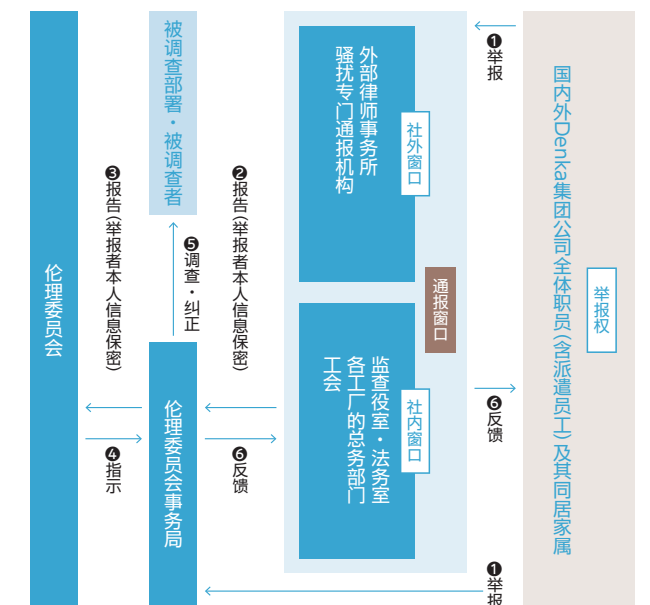 伦理委员会
❸报告(举报者本人信息保密)
❹指示
被调查部署・被调查者
❺调查・纠正
伦理委员会事务局
❷报告(举报者本人信息保密)
❻反馈
外部律师事务所
骚扰专门通报机构
社外窗口
通报窗口
监查役室・法务室
各工厂的总务部门
工会
社内窗口
❶举报
❻反馈
❶举报
国内外Denka集团公司全体职员(含派遣员工)及其同居家属
举报权